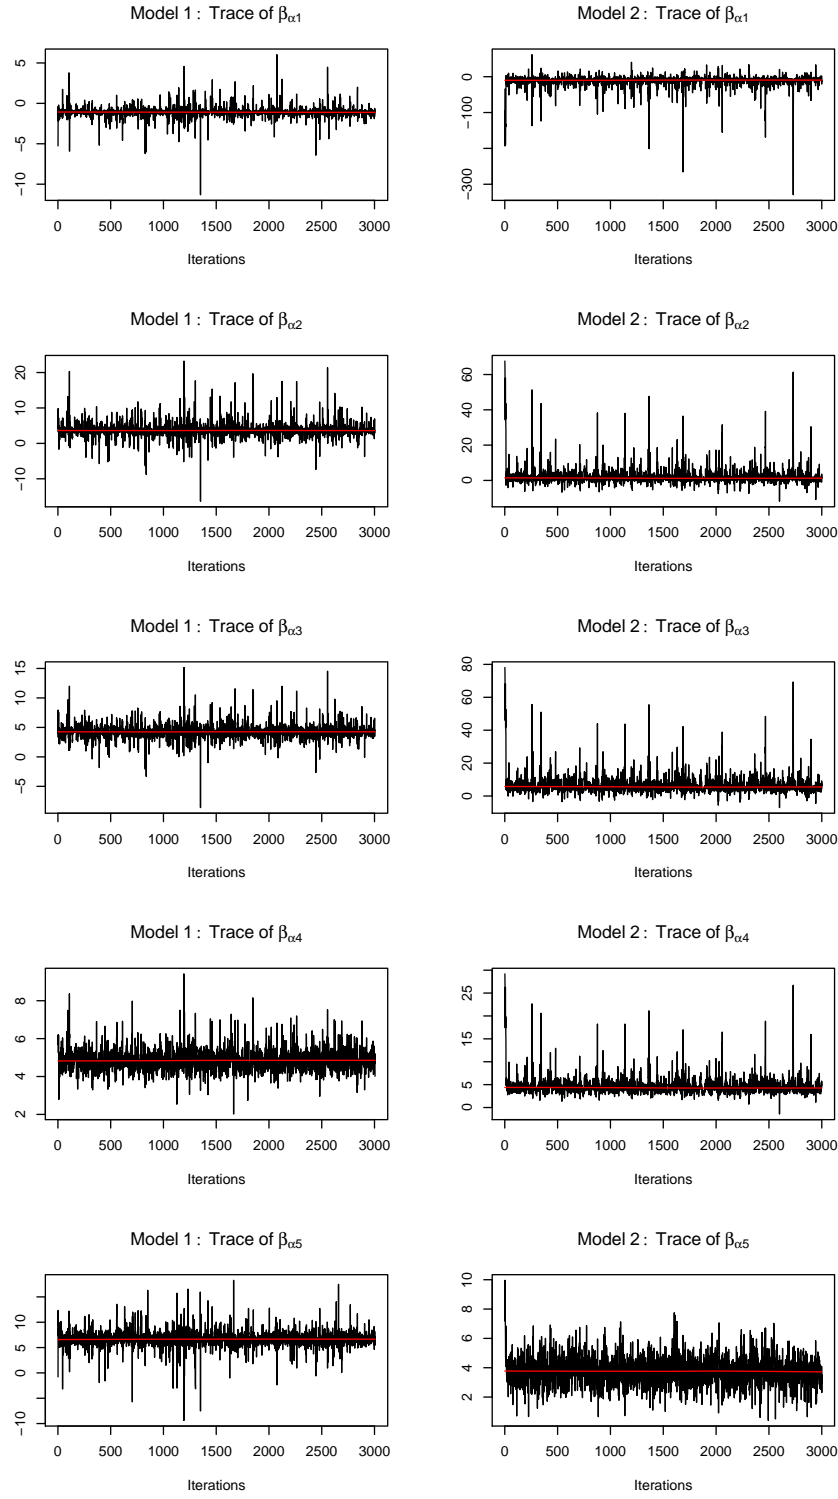 Model 1 : Trace of βα1
5
0
−5
−10
0 500 1000 1500 2000 2500 3000
Iterations
Model 2 : Trace of βα1
0
−100
−300
0 500 1000 1500 2000 2500 3000
Iterations
Model 1 : Trace of βα2
20
10
0
−10
0 500 1000 1500 2000 2500 3000
Iterations
Model 2 : Trace of βα2
60
40
20
0
0 500 1000 1500 2000 2500 3000
Iterations
Model 1 : Trace of βα3
15
10
5
0
−5
0 500 1000 1500 2000 2500 3000
Iterations
Model 2 : Trace of βα3
80
60
40
20
0
0 500 1000 1500 2000 2500 3000
Iterations
Model 1 : Trace of βα4
8
6
4
2
0 500 1000 1500 2000 2500 3000
Iterations
Model 2 : Trace of βα4
25
15
5
0
0 500 1000 1500 2000 2500 3000
Iterations
Model 1 : Trace of βα5
10
5
0
−10
0 500 1000 1500 2000 2500 3000
Iterations
Model 2 : Trace of βα5
10
8
6
4
2
0 500 1000 1500 2000 2500 3000
Iterations